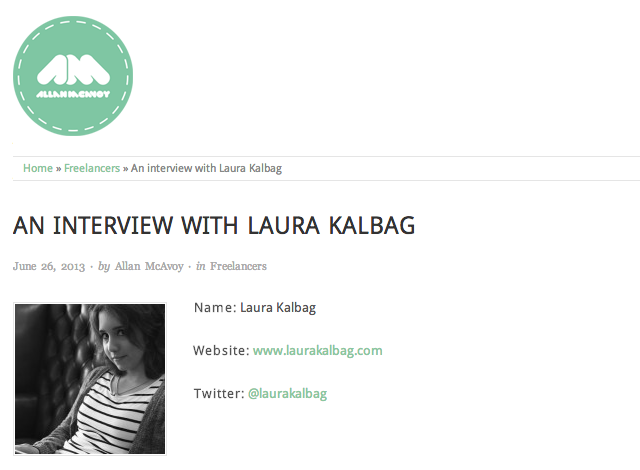 AM
ALLAN MCAVOY
Home » Freelancers » An interview with Laura Kalbag
AN INTERVIEW WITH LAURA KALBAG
June 26, 2013 · by Allan McAvoy · in Freelancers
Name: Laura Kalbag
Website: www.laurakalbag.com
Twitter: @laurakalbag